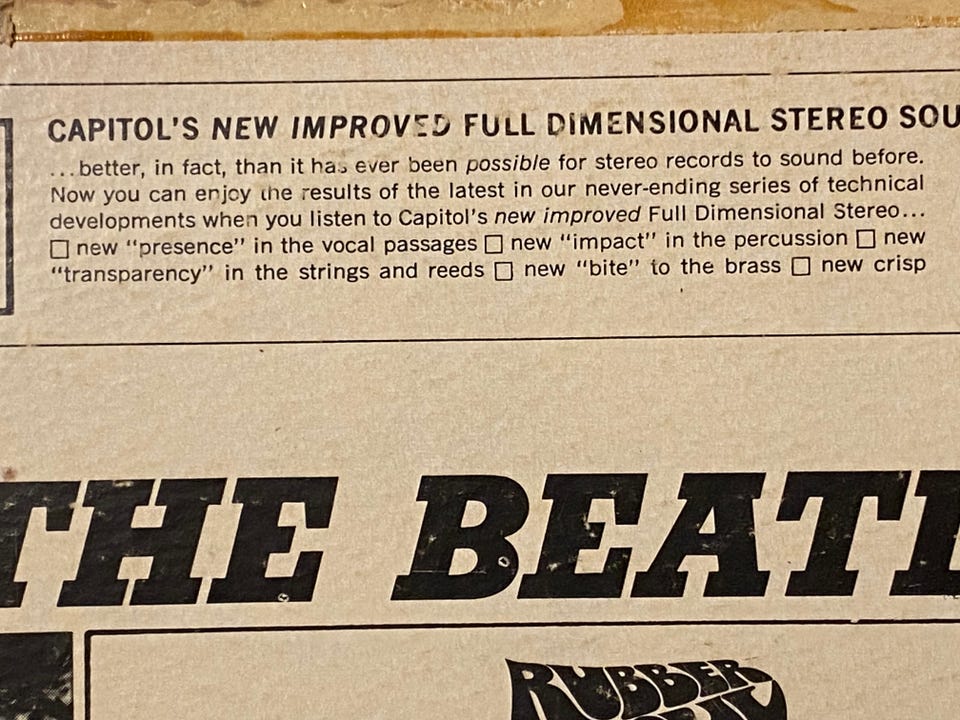 CAPITOL'S NEW IMPROVED FULL DIMENSIONAL STEREO SOU
...better, in fact, than it has ever been possible for stereo records to sound before.
Now you can enjoy the results of the latest in our never-ending series of technical
developments when you listen to Capitol's new improved Full Dimensional Stereo...
□ new “presence” in the vocal passages □ new “impact” in the percussion □ new
“transparency” in the strings and reeds □ new “bite” to the brass □ new crisp
THE BEATL
RUBBER